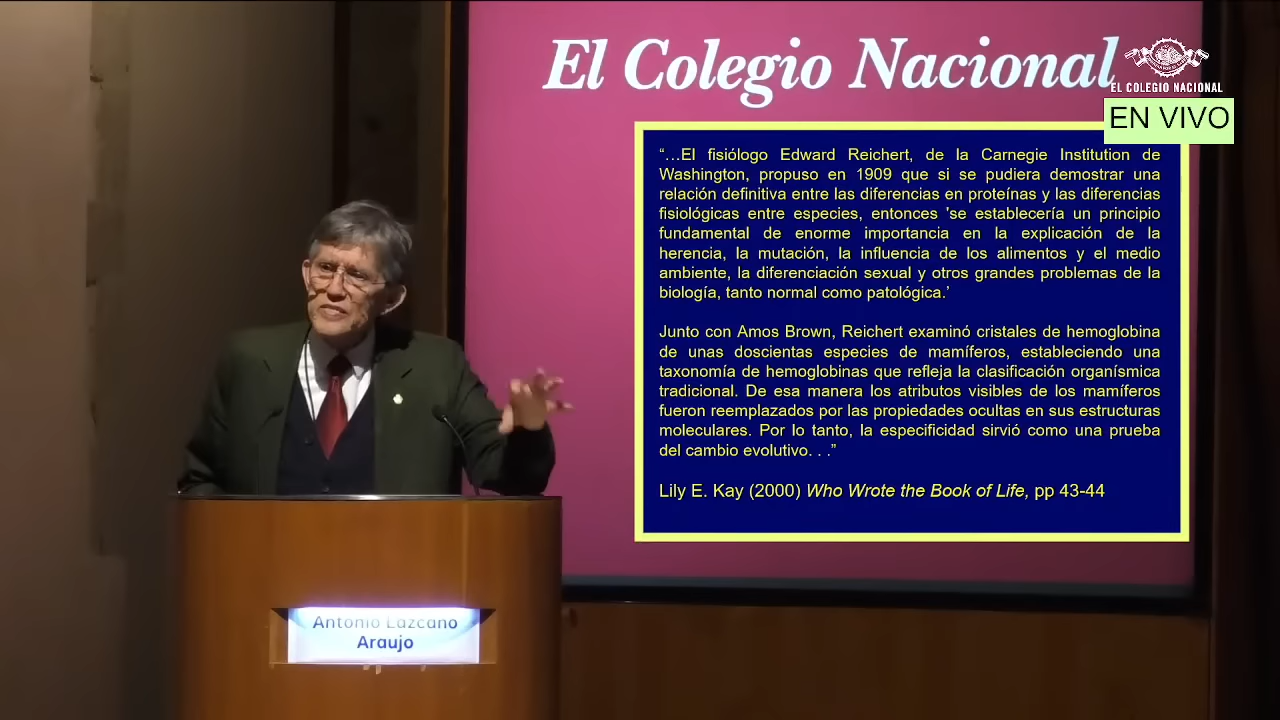 El Colegio Nacional
EL COLEGIO NACIONAL
EN VIVO
“…El fisiólogo Edward Reichert, de la Carnegie Institution de
Washington, propuso en 1909 que si se pudiera demostrar una
relación definitiva entre las diferencias en proteínas y las diferencias
fisiológicas entre especies, entonces 'se establecería un principio
fundamental de enorme importancia en la explicación de la
herencia, la mutación, la influencia de los alimentos y el medio
ambiente, la diferenciación sexual y otros grandes problemas de la
biología, tanto normal como patológica.’
Junto con Amos Brown, Reichert examinó cristales de hemoglobina
de unas doscientas especies de mamíferos, estableciendo una
taxonomía de hemoglobinas que refleja la clasificación organísmica
tradicional. De esa manera los atributos visibles de los mamíferos
fueron reemplazados por las propiedades ocultas en sus estructuras
moleculares. Por lo tanto, la especificidad sirvió como una prueba
del cambio evolutivo. . .”
Lily E. Kay (2000) Who Wrote the Book of Life, pp 43-44
Antonio Lazcano
Araujo